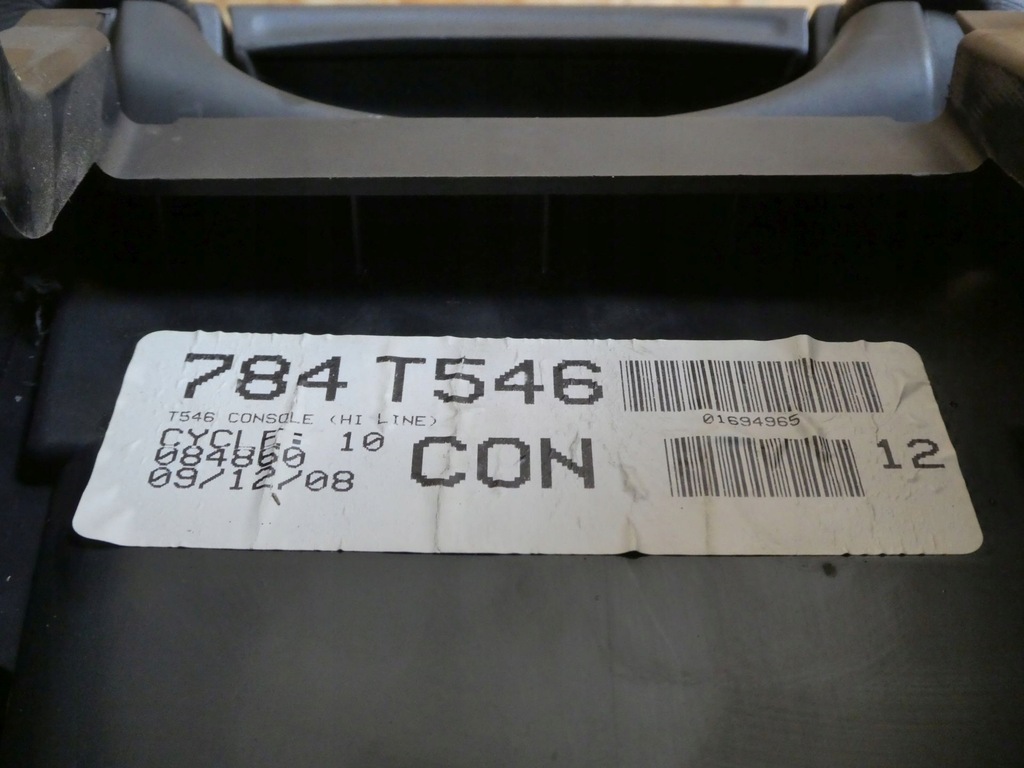 784 T546
T546 CONSOLE (HI LINE)
01694965
CYCLE: 10
084860
CON
12
09/12/08